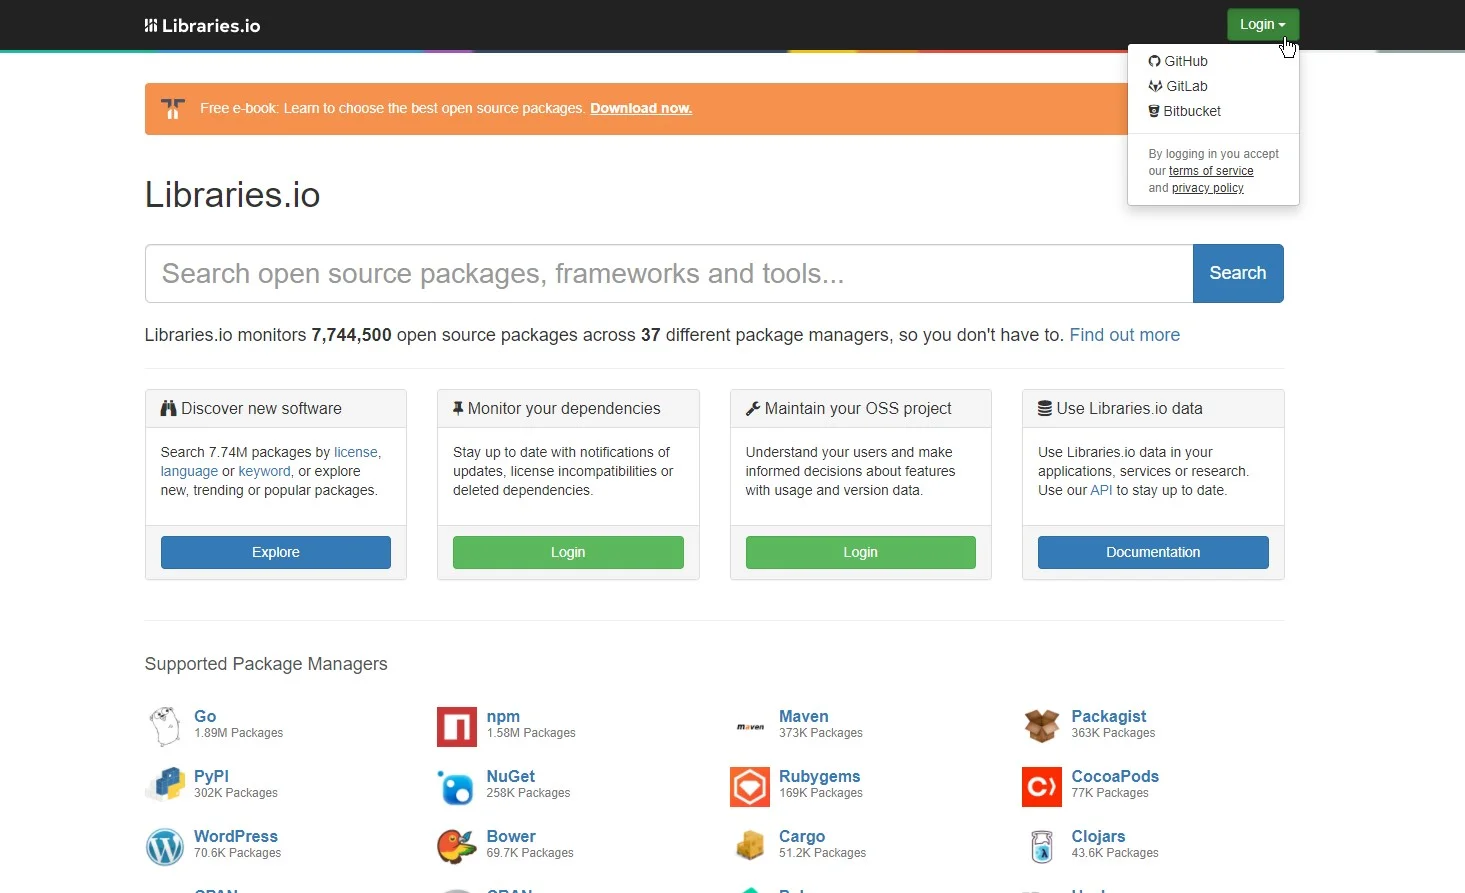 Libraries.io
Login
GitHub
GitLab
Bitbucket
By logging in you accept
our terms of service
and privacy policy
Free e-book: Learn to choose the best open source packages. Download now.
Libraries.io
Search open source packages, frameworks and tools...
Search
Libraries.io monitors 7,744,500 open source packages across 37 different package managers, so you don't have to. Find out more
Discover new software
Search 7.74M packages by license,
language or keyword, or explore
new, trending or popular packages.
Explore
Monitor your dependencies
Stay up to date with notifications of
updates, license incompatibilities or
deleted dependencies.
Login
Maintain your OSS project
Understand your users and make
informed decisions about features
with usage and version data.
Login
Use Libraries.io data
Use Libraries.io data in your
applications, services or research.
Use our API to stay up to date.
Documentation
Supported Package Managers
Go
1.89M Packages
npm
1.58M Packages
maven
Maven
373K Packages
Packagist
363K Packages
PyPI
302K Packages
NuGet
258K Packages
Rubygems
169K Packages
CocoaPods
77K Packages
WordPress
70.6K Packages
Bower
69.7K Packages
Cargo
51.2K Packages
Clojars
43.6K Packages